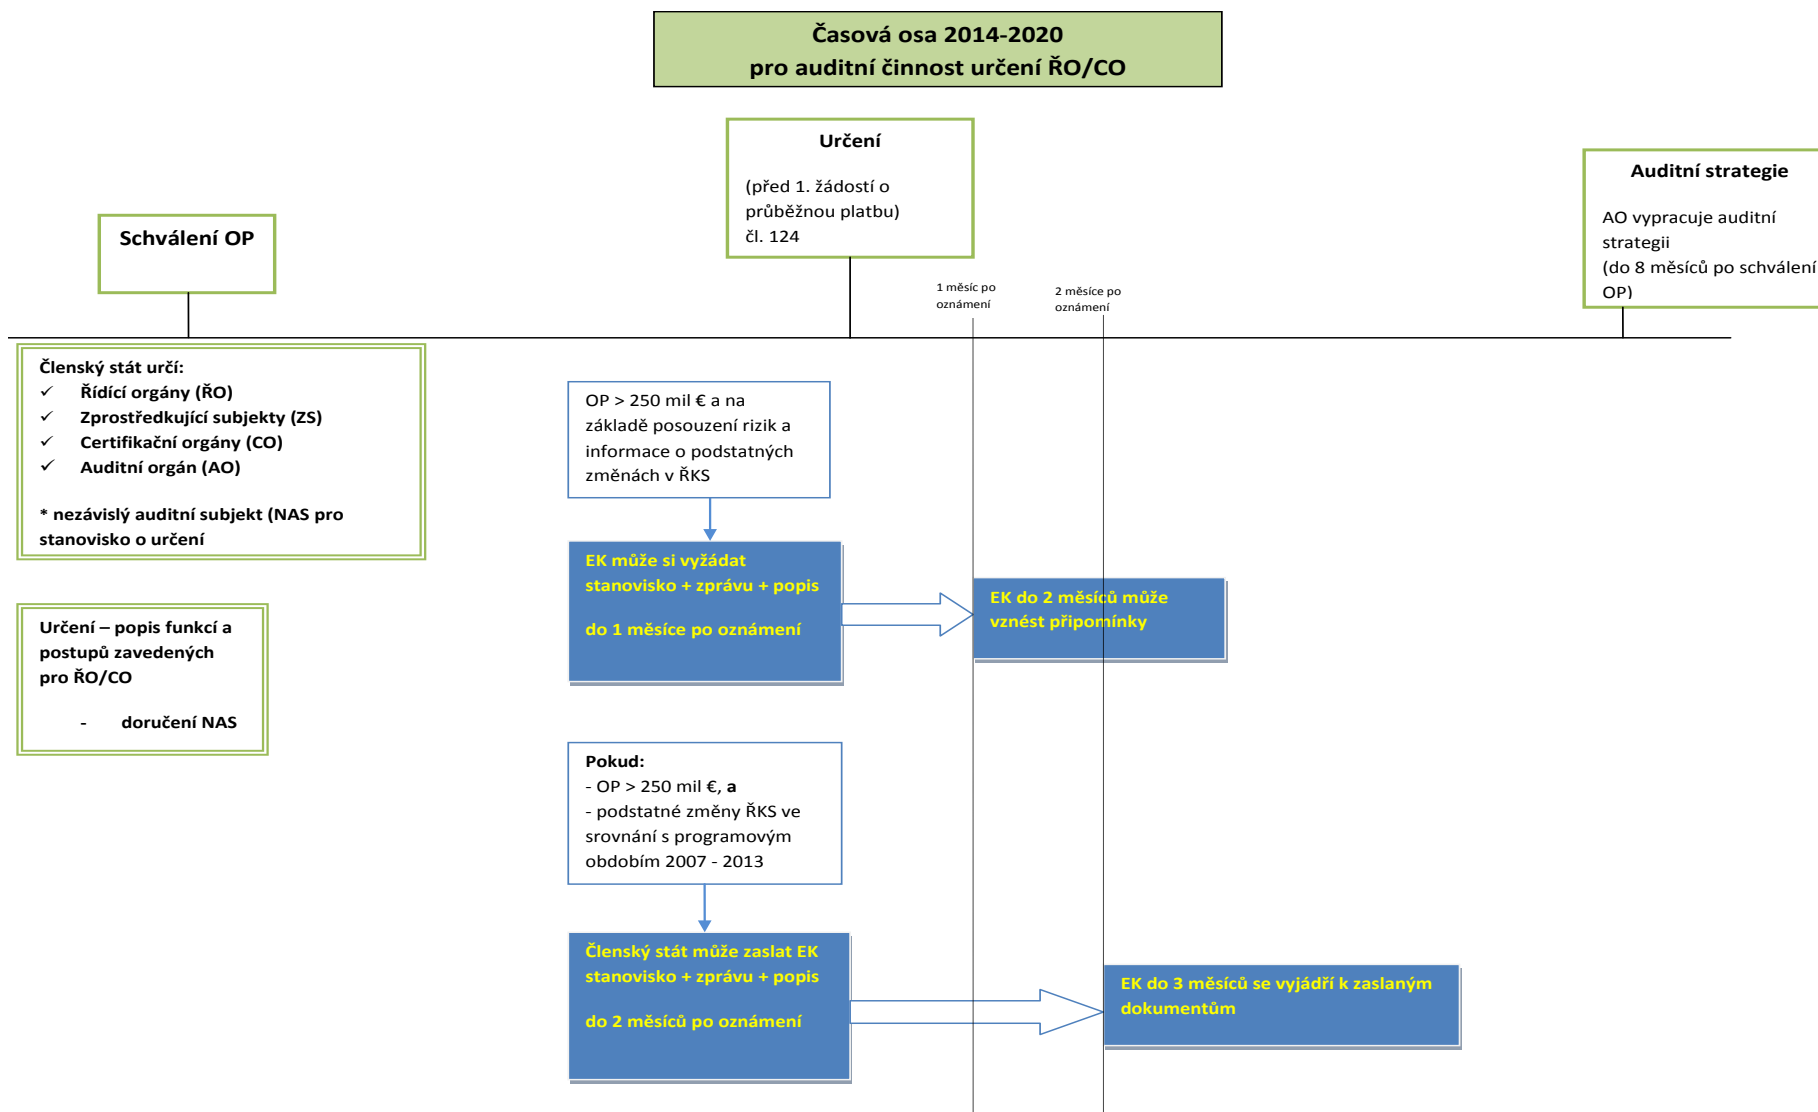 Časová osa 2014-2020
pro auditní činnost určení ŘO/CO
Schválení OP
Určení
(před 1. žádostí o
průběžnou platbu)
čl. 124
1 měsíc po
oznámení
2 měsíce po
oznámení
Auditní strategie
AO vypracuje auditní
strategii
(do 8 měsíců po schválení
OP)
Členský stát určí:
✓ Řídící orgány (ŘO)
✓ Zprostředkující subjekty (ZS)
✓ Certifikační orgány (CO)
✓ Auditní orgán (AO)
* nezávislý auditní subjekt (NAS pro
stanovisko o určení
Určení – popis funkcí a
postupů zavedených
pro ŘO/CO
- doručení NAS
OP > 250 mil € a na
základě posouzení rizik a
informace o podstatných
změnách v ŘKS
EK může si vyžádat
stanovisko + zprávu + popis
do 1 měsíce po oznámení
EK do 2 měsíců může
vznést připomínky
Pokud:
- OP > 250 mil €, a
- podstatné změny ŘKS ve
srovnání s programovým
obdobím 2007 - 2013
Členský stát může zaslat EK
stanovisko + zprávu + popis
do 2 měsíců po oznámení
EK do 3 měsíců se vyjádří k zaslaným
dokumentům